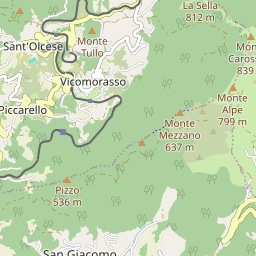 La Sella
812 m
Monte
Tullo
Sant'Olcese
Monte
Caros
839
Vicomorasso
Piccarello
Monte
Alpe
799 m
Monte
Mezzano
637 m
Pizzo
536 m
San Giacomo